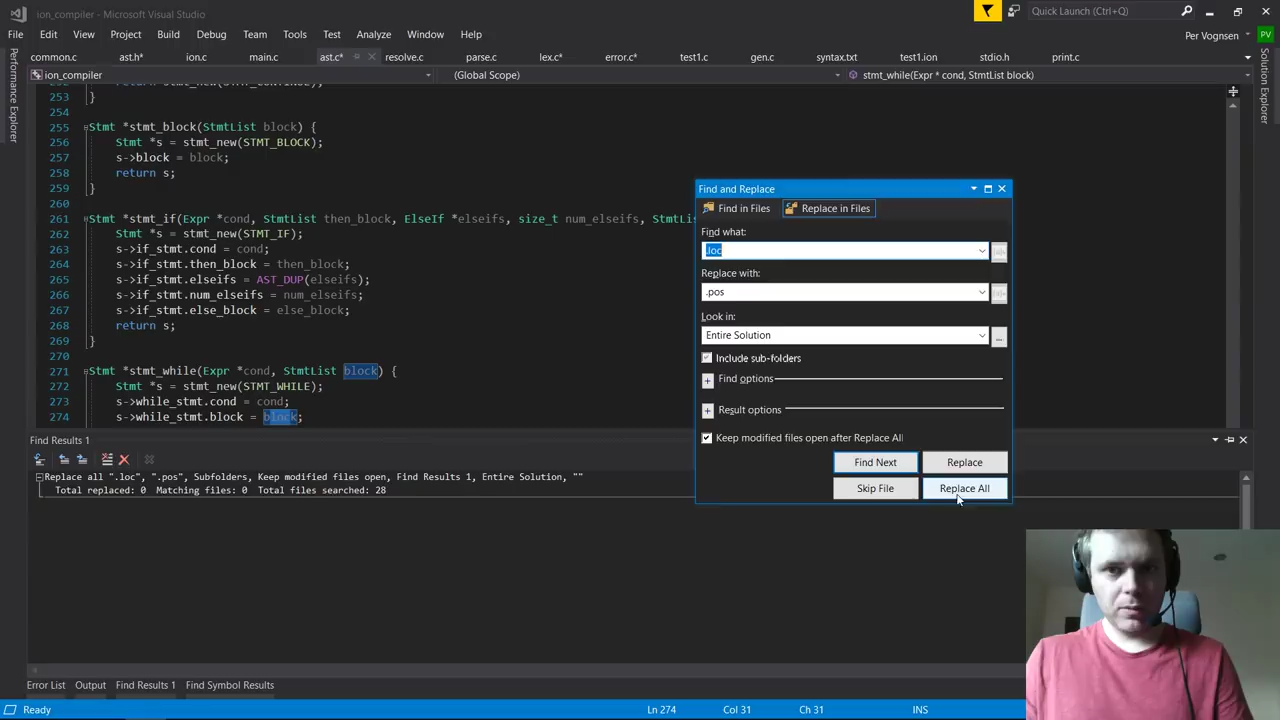 ion_compiler - Microsoft Visual Studio
Quick Launch (Ctrl+Q)
File Edit View Project Build Debug Team Tools Test Analyze Window Help
Per Vognsen PV
common.c ast.h* ion.c main.c ast.c* resolve.c parse.c lex.c* error.c* test1.c gen.c syntax.txt test1.ion stdio.h print.c
ion_compiler (Global Scope) stmt_while(Expr * cond, StmtList block)
Performance Explorer
Solution Explorer
253 }
254
255 Stmt *stmt_block(StmtList block) {
256 Stmt *s = stmt_new(STMT_BLOCK);
257 s->block = block;
258 return s;
259 }
260
261 Stmt *stmt_if(Expr *cond, StmtList then_block, ElseIf *elseifs, size_t num_elseifs, StmtLis
262 Stmt *s = stmt_new(STMT_IF);
263 s->if_stmt.cond = cond;
264 s->if_stmt.then_block = then_block;
265 s->if_stmt.elseifs = AST_DUP(elseifs);
266 s->if_stmt.num_elseifs = num_elseifs;
267 s->if_stmt.else_block = else_block;
268 return s;
269 }
270
271 Stmt *stmt_while(Expr *cond, StmtList block) {
272 Stmt *s = stmt_new(STMT_WHILE);
273 s->while_stmt.cond = cond;
274 s->while_stmt.block = block;
Find and Replace
Find in Files Replace in Files
Find what:
.loc
Replace with:
.pos
Look in:
Entire Solution
Include sub-folders
Find options
Result options
Keep modified files open after Replace All
Find Next Replace
Skip File Replace All
Find Results 1
Replace all ".loc", ".pos", Subfolders, Keep modified files open, Find Results 1, Entire Solution, ""
Total replaced: 0 Matching files: 0 Total files searched: 28
Error List Output Find Results 1 Find Symbol Results
Ready Ln 274 Col 31 Ch 31 INS